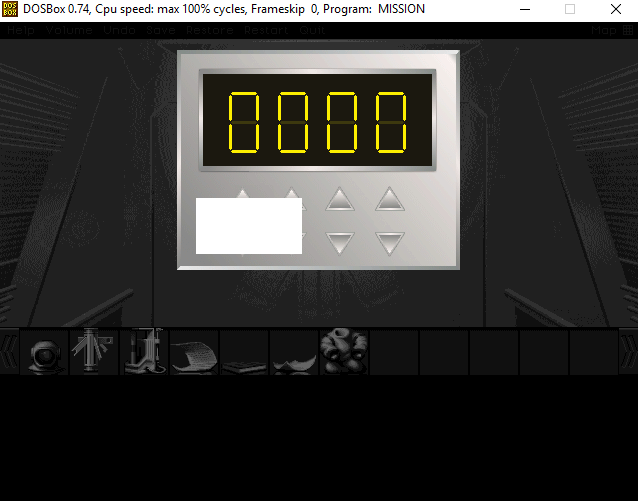 DOSBox 0.74, Cpu speed: max 100% cycles, Frameskip 0, Program: MISSION
Help Volume Undo Save Restore Restart Quit Map
0000